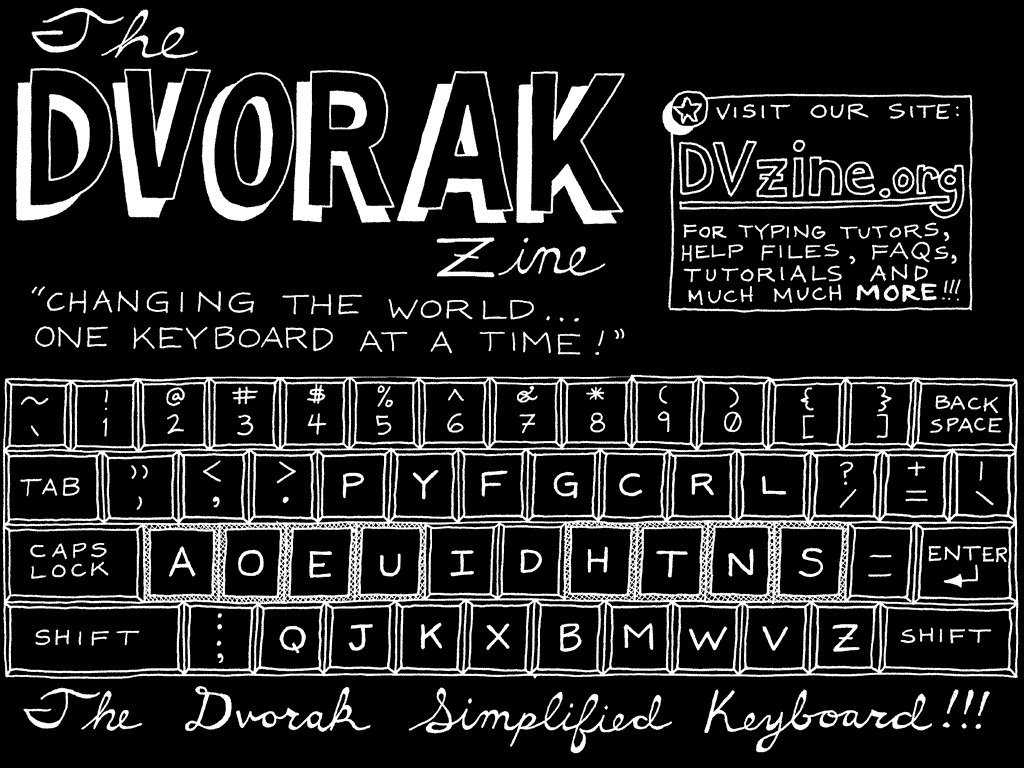 The
DVORAK
Zine
"CHANGING THE WORLD...
ONE KEYBOARD AT A TIME!"
VISIT OUR SITE:
DVzine.org
FOR TYPING TUTORS,
HELP FILES, FAQS,
TUTORIALS AND
MUCH MUCH MORE!!!
~ ! @ # $ % ^ & * ( ) { } BACK
` 1 2 3 4 5 6 7 8 9 0 [ ] SPACE
TAB " ' < , > . P Y F G C R L ? / + = | \
CAPS LOCK A O E U I D H T N S _ - ENTER
SHIFT : ; Q J K X B M W V Z SHIFT
The Dvorak Simplified Keyboard!!!